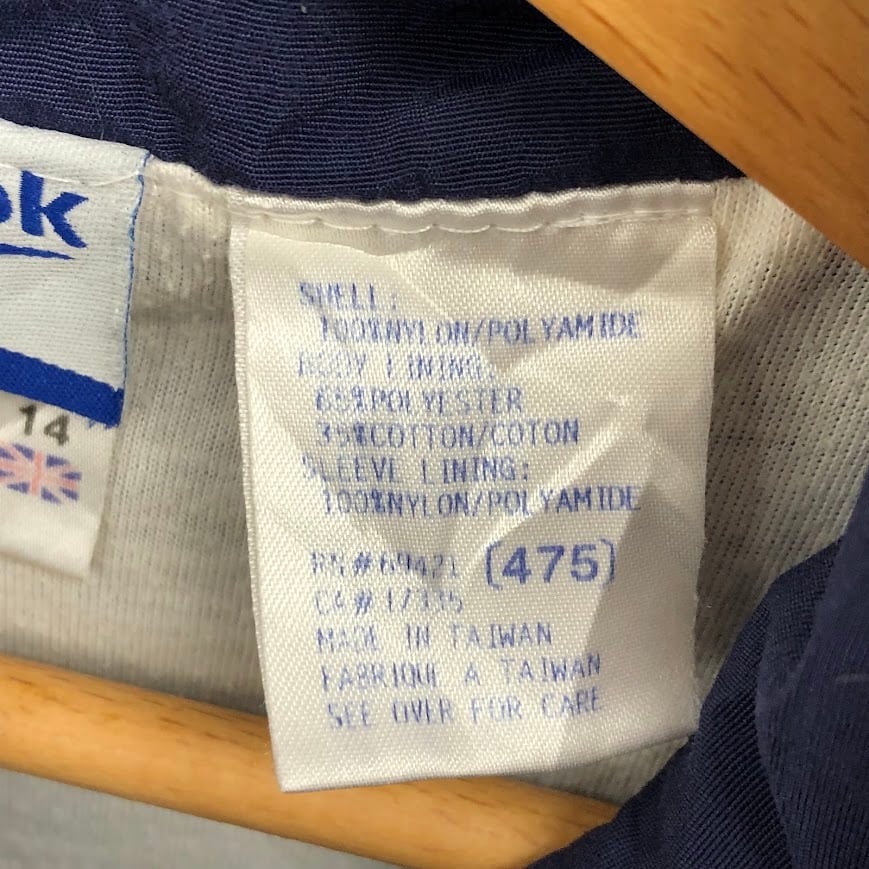 ok
14
SHELL:
100%NYLON/POLYAMIDE
BODY LINING:
65%POLYESTER
35%COTTON/COTON
SLEEVE LINING:
100%NYLON/POLYAMIDE
RN#69421 (475)
CA#17335
MADE IN TAIWAN
FABRIQUE A TAIWAN
SEE OVER FOR CARE